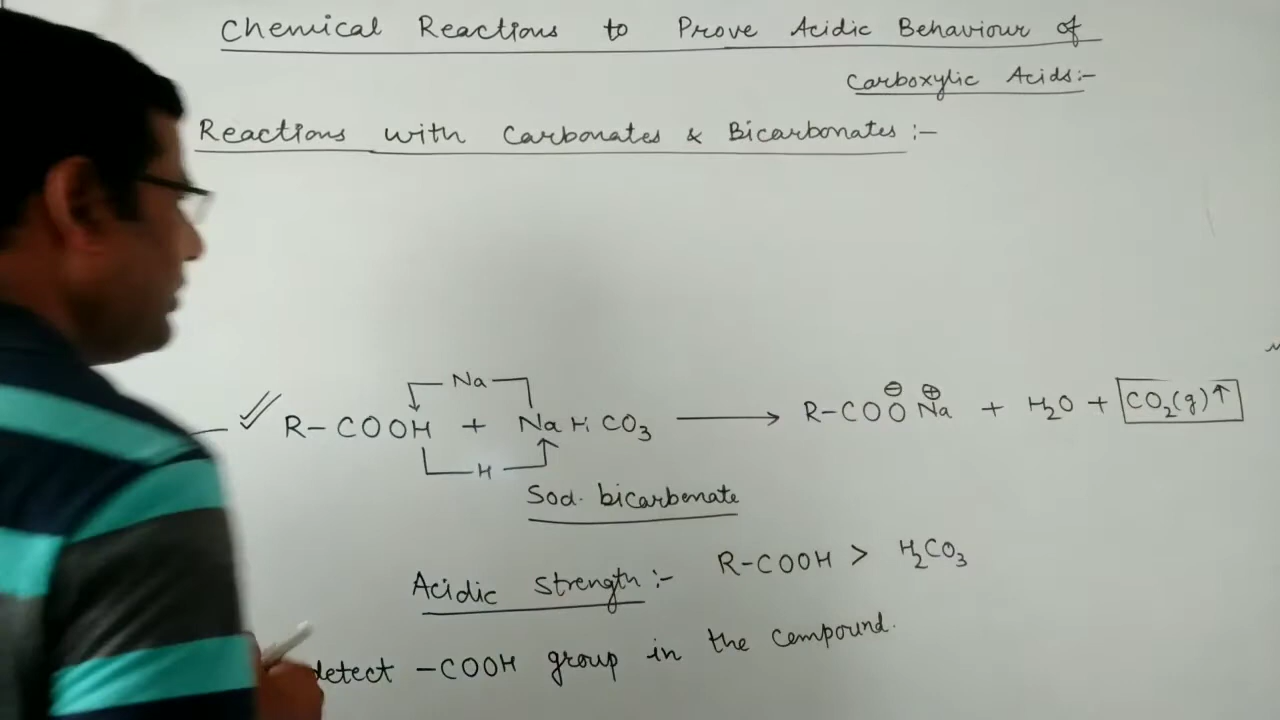 Chemical Reactions to Prove Acidic Behaviour of
Carboxylic Acids:-
Reactions with Carbonates & Bicarbonates:-
Na
R-COOH + NaHCO₃ ⟶ R-COO⊖ Na⊕ + H₂O + CO₂(g)↑
H
Sod. bicarbonate
Acidic Strength:- R-COOH > H₂CO₃
detect -COOH group in the compound.